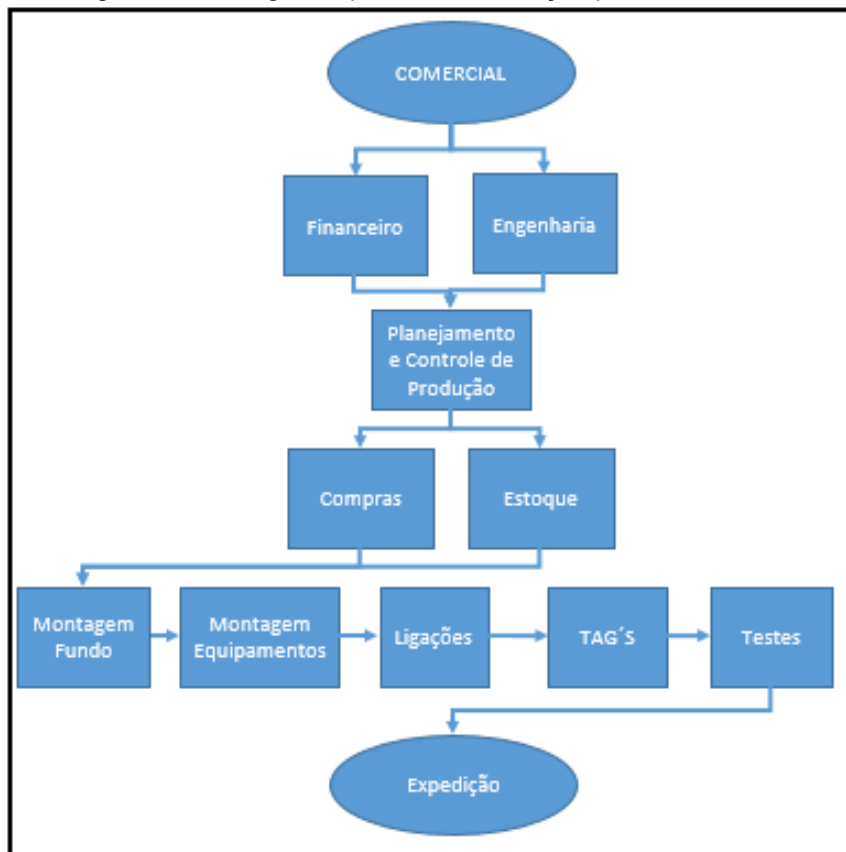 COMERCIAL
Financeiro
Engenharia
Planejamento
e Controle de
Produção
Compras
Estoque
Montagem
Fundo
Montagem
Equipamentos
Ligações
TAG´S
Testes
Expedição